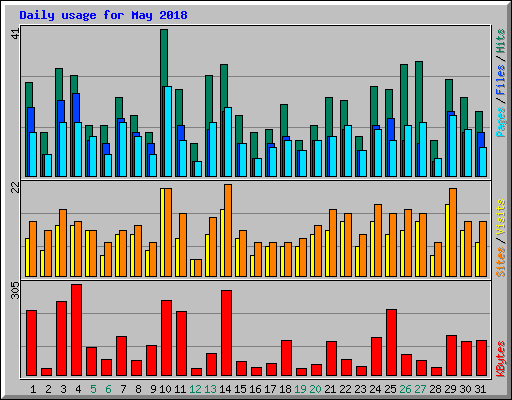 Daily usage for May 2018
41
Pages / Files / Hits
22
Sites / Visits
305
KBytes
1 2 3 4 5 6 7 8 9 10 11 12 13 14 15 16 17 18 19 20 21 22 23 24 25 26 27 28 29 30 31